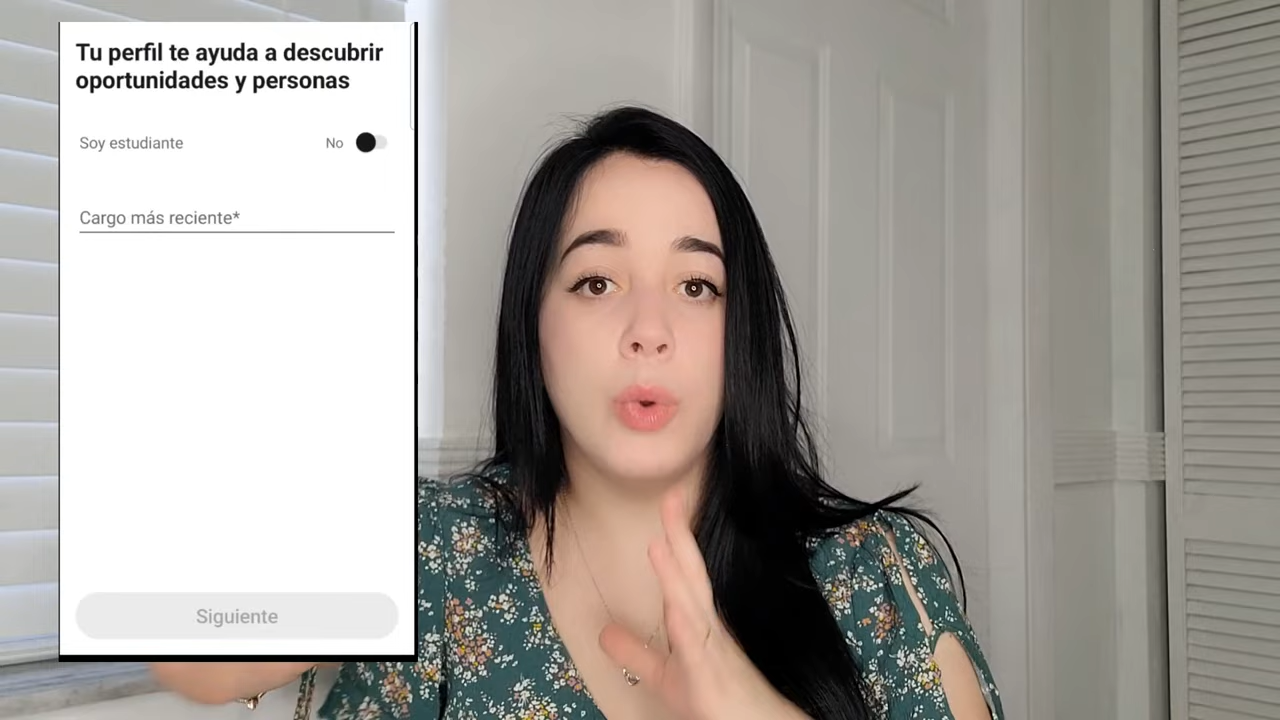 Tu perfil te ayuda a descubrir
oportunidades y personas
Soy estudiante No
Cargo más reciente*
Siguiente